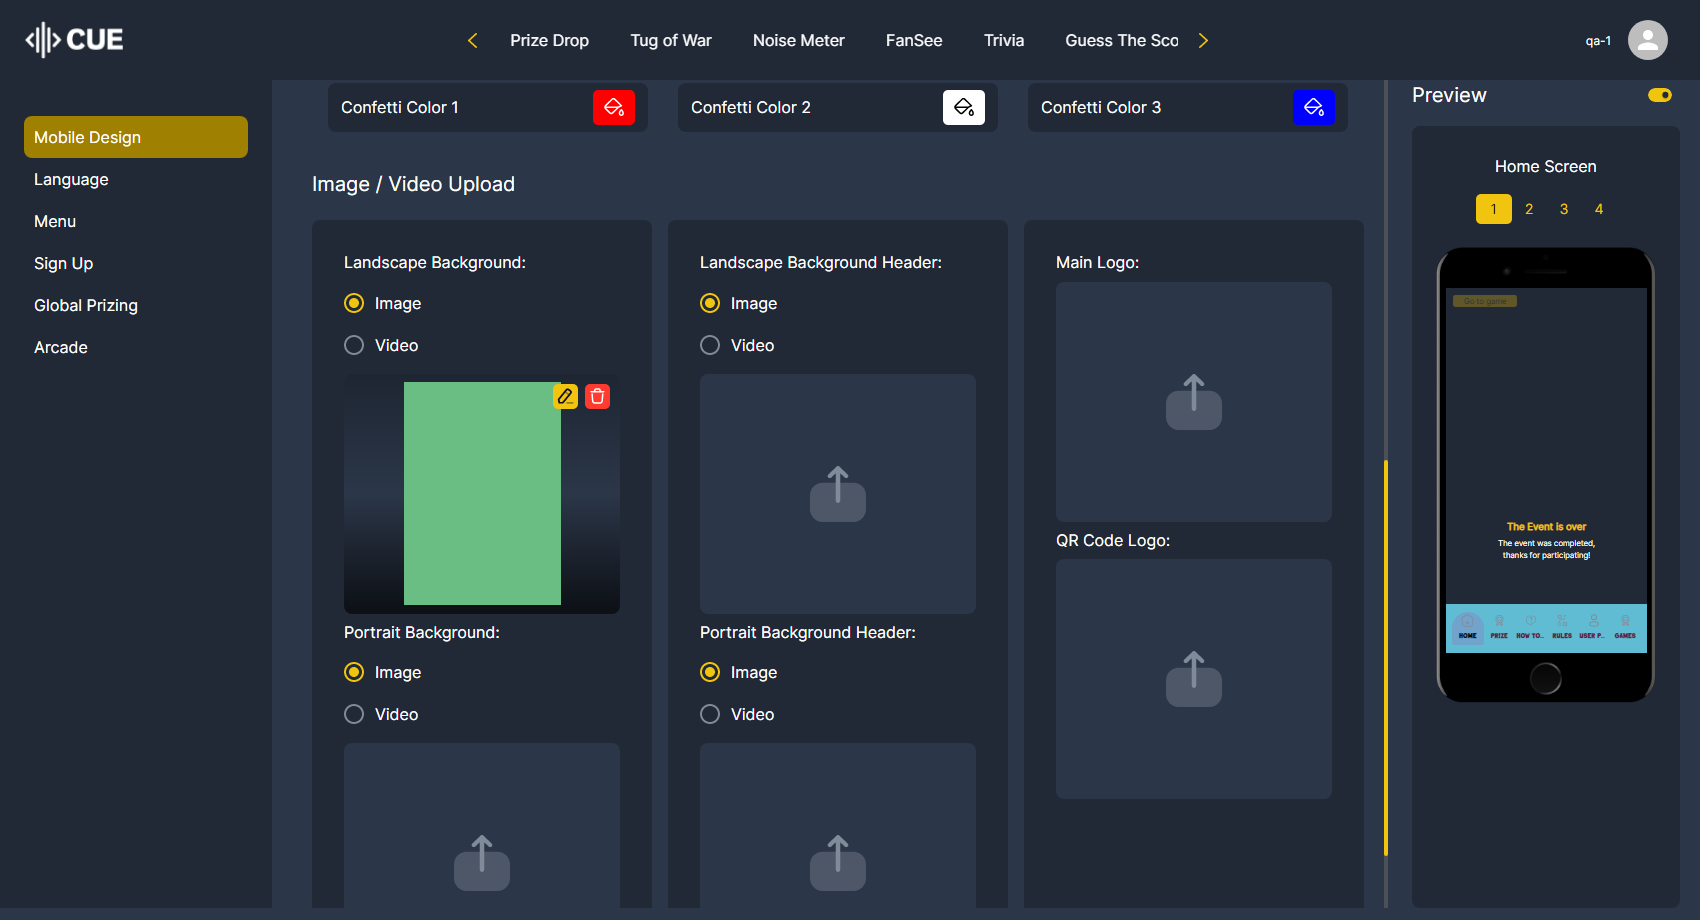 CUE
Prize Drop
Tug of War
Noise Meter
FanSee
Trivia
Guess The Sco
qa-1
Mobile Design
Language
Menu
Sign Up
Global Prizing
Arcade
Confetti Color 1
Confetti Color 2
Confetti Color 3
Image / Video Upload
Landscape Background:
Image
Video
Portrait Background:
Image
Video
Landscape Background Header:
Image
Video
Portrait Background Header:
Image
Video
Main Logo:
QR Code Logo:
Preview
Home Screen
1 2 3 4
Go to game
The Event is over
The event was completed,
thanks for participating!
HOME PRIZE HOW TO.. RULES USER P.. GAMES